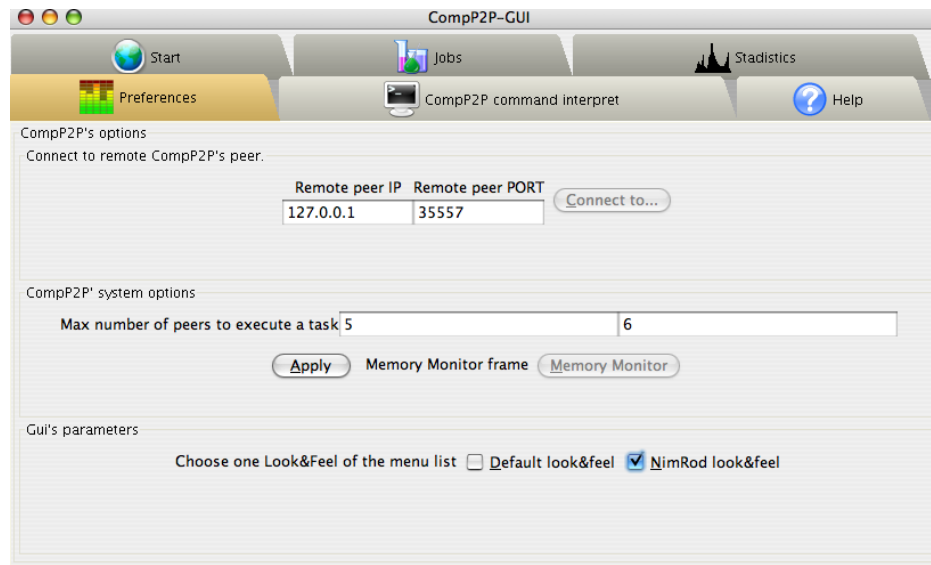 CompP2P-GUI
Start
Jobs
Stadistics
Preferences
CompP2P command interpret
Help
CompP2P's options
Connect to remote CompP2P's peer.
Remote peer IP Remote peer PORT
127.0.0.1 35557 Connect to...
CompP2P' system options
Max number of peers to execute a task 5 6
Apply Memory Monitor frame Memory Monitor
Gui's parameters
Choose one Look&Feel of the menu list Default look&feel NimRod look&feel